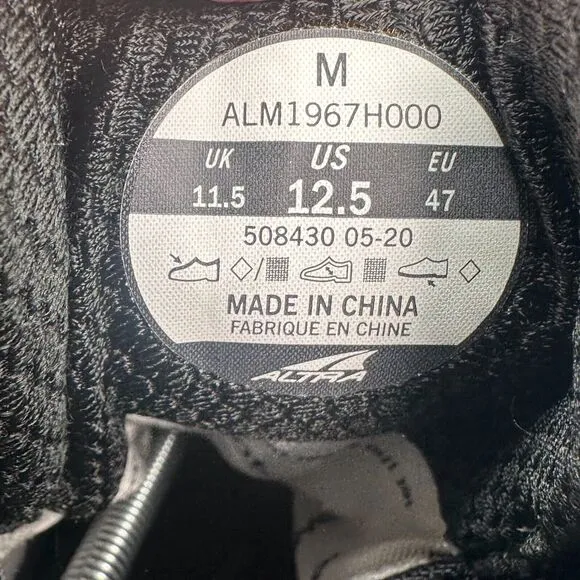 M
ALM1967H000
UK US EU
11.5 12.5 47
508430 05-20
MADE IN CHINA
FABRIQUE EN CHINE
ALTRA